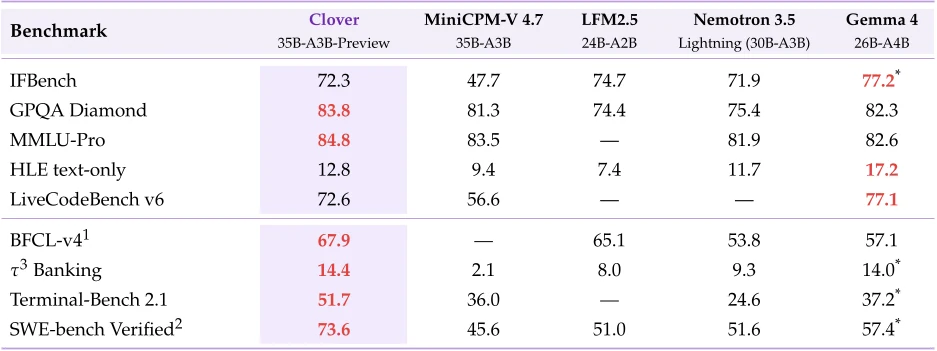 Benchmark Clover MiniCPM-V 4.7 LFM2.5 Nemotron 3.5 Gemma 4
35B-A3B-Preview 35B-A3B 24B-A2B Lightning (30B-A3B) 26B-A4B
IFBench 72.3 47.7 74.7 71.9 77.2*
GPQA Diamond 83.8 81.3 74.4 75.4 82.3
MMLU-Pro 84.8 83.5 — 81.9 82.6
HLE text-only 12.8 9.4 7.4 11.7 17.2
LiveCodeBench v6 72.6 56.6 — — 77.1
BFCL-v4¹ 67.9 — 65.1 53.8 57.1
τ³ Banking 14.4 2.1 8.0 9.3 14.0*
Terminal-Bench 2.1 51.7 36.0 — 24.6 37.2*
SWE-bench Verified² 73.6 45.6 51.0 51.6 57.4*